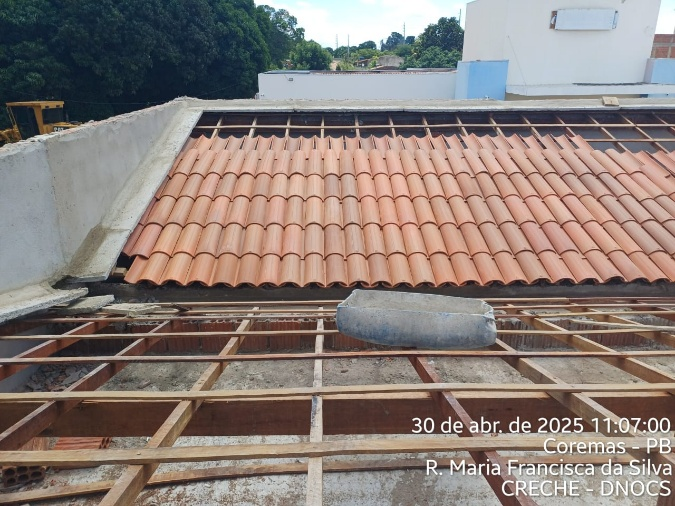 30 de abr. de 2025 11:07:00
Coremas - PB
R. Maria Francisca da Silva
CRECHE - DNOCS